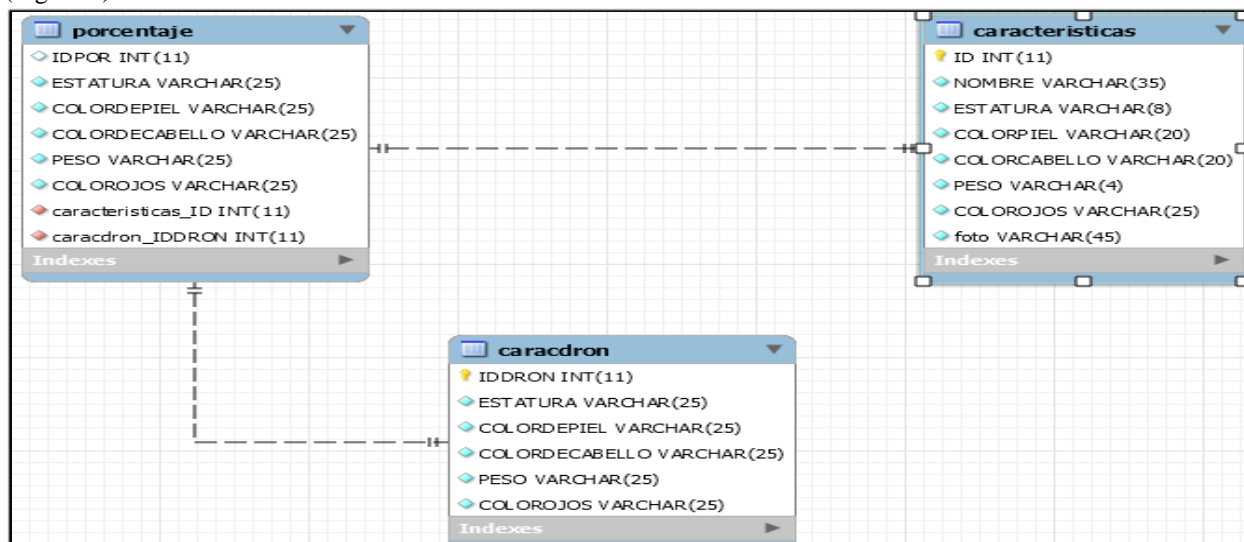 porcentaje
IDPOR INT(11)
ESTATURA VARCHAR(25)
COLORDEPIEL VARCHAR(25)
COLORDECABELLO VARCHAR(25)
PESO VARCHAR(25)
COLOROJOS VARCHAR(25)
caracteristicas_ID INT(11)
caracdron_IDDRON INT(11)
Indexes
caracteristicas
ID INT(11)
NOMBRE VARCHAR(35)
ESTATURA VARCHAR(8)
COLORPIEL VARCHAR(20)
COLORCABELLO VARCHAR(20)
PESO VARCHAR(4)
COLOROJOS VARCHAR(25)
foto VARCHAR(45)
Indexes
caracdron
IDDRON INT(11)
ESTATURA VARCHAR(25)
COLORDEPIEL VARCHAR(25)
COLORDECABELLO VARCHAR(25)
PESO VARCHAR(25)
COLOROJOS VARCHAR(25)
Indexes